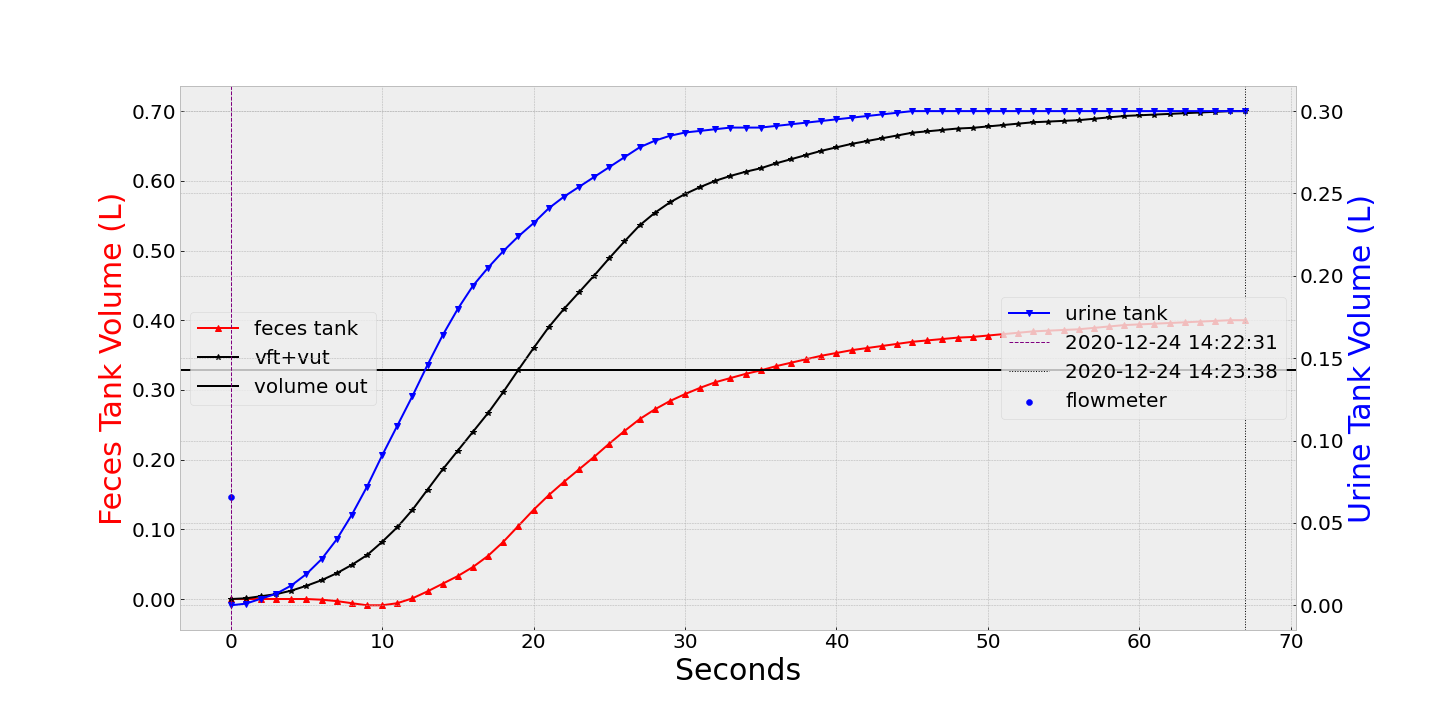 Feces Tank Volume (L)
0.70
0.60
0.50
0.40
0.30
0.20
0.10
0.00
feces tank
vft+vut
volume out
urine tank
2020-12-24 14:22:31
2020-12-24 14:23:38
flowmeter
0.30
0.25
0.20
0.15
0.10
0.05
0.00
Urine Tank Volume (L)
0 10 20 30 40 50 60 70
Seconds